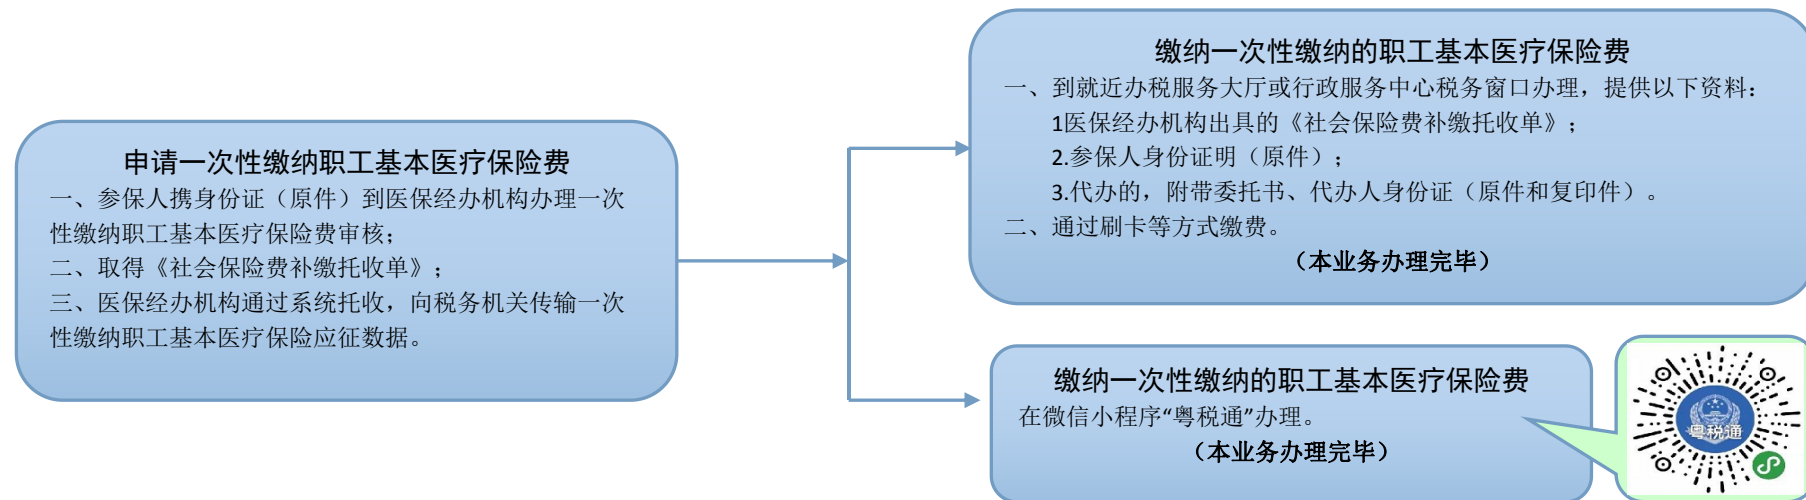 申请一次性缴纳职工基本医疗保险费
一、参保人携身份证（原件）到医保经办机构办理一次
性缴纳职工基本医疗保险费审核；
二、取得《社会保险费补缴托收单》；
三、医保经办机构通过系统托收，向税务机关传输一次
性缴纳职工基本医疗保险应征数据。
缴纳一次性缴纳的职工基本医疗保险费
一、到就近办税服务大厅或行政服务中心税务窗口办理，提供以下资料：
1医保经办机构出具的《社会保险费补缴托收单》；
2.参保人身份证明（原件）；
3.代办的，附带委托书、代办人身份证（原件和复印件）。
二、通过刷卡等方式缴费。
（本业务办理完毕）
缴纳一次性缴纳的职工基本医疗保险费
在微信小程序“粤税通”办理。
（本业务办理完毕）
粤税通